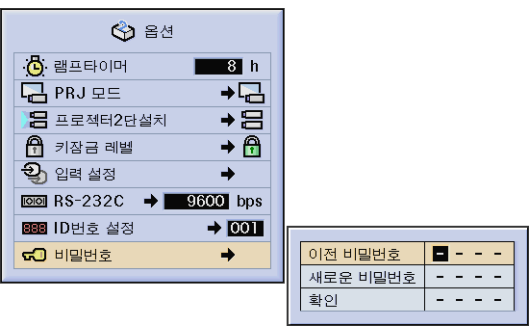 옵션
램프타이머 8 h
PRJ 모드
프로젝터2단설치
키잠금 레벨
입력 설정
RS-232C 9600 bps
888 ID번호 설정 001
비밀번호
이전 비밀번호 - - - -
새로운 비밀번호 - - - -
확인 - - - -